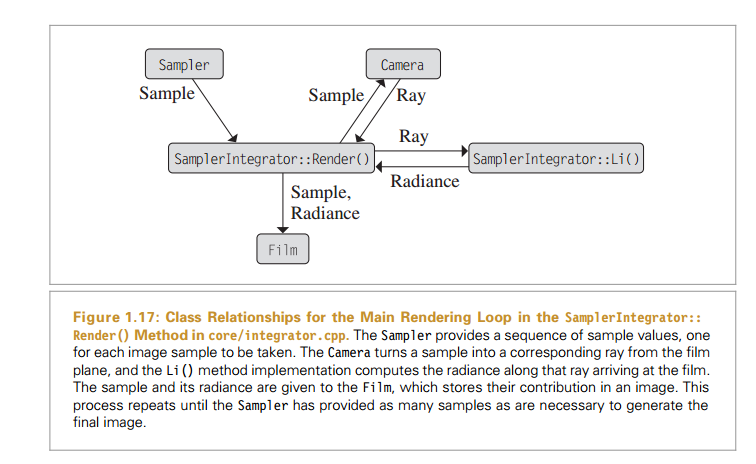 Sampler
Camera
Sample
Sample
Ray
Ray
SamplerIntegrator::Render()
SamplerIntegrator::Li()
Radiance
Sample,
Radiance
Film
Figure 1.17: Class Relationships for the Main Rendering Loop in the SamplerIntegrator::
Render() Method in core/integrator.cpp. The Sampler provides a sequence of sample values, one
for each image sample to be taken. The Camera turns a sample into a corresponding ray from the film
plane, and the Li() method implementation computes the radiance along that ray arriving at the film.
The sample and its radiance are given to the Film, which stores their contribution in an image. This
process repeats until the Sampler has provided as many samples as are necessary to generate the
final image.